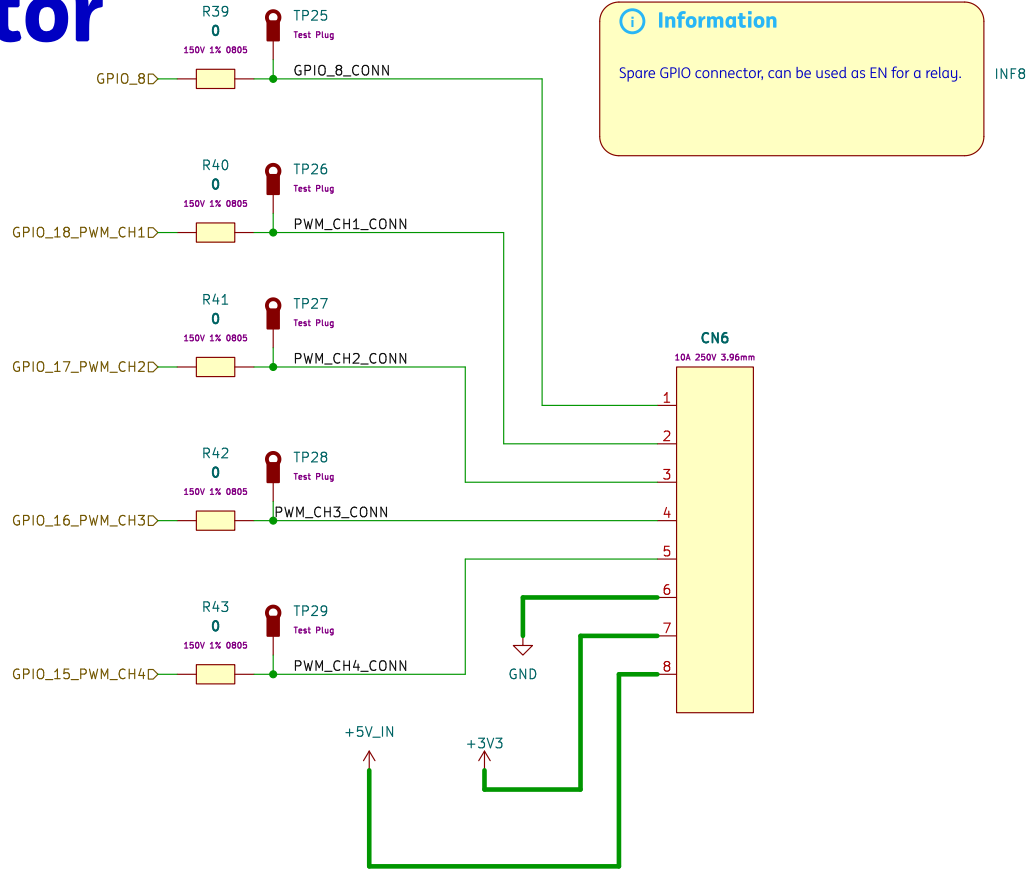 tor
R39
0
150V 1% 0805
TP25
Test Plug
GPIO_8
GPIO_8_CONN
Information
Spare GPIO connector, can be used as EN for a relay.
INF8
R40
0
150V 1% 0805
TP26
Test Plug
GPIO_18_PWM_CH1
PWM_CH1_CONN
R41
0
150V 1% 0805
TP27
Test Plug
GPIO_17_PWM_CH2
PWM_CH2_CONN
CN6
10A 250V 3.96mm
1
2
3
4
5
6
7
8
R42
0
150V 1% 0805
TP28
Test Plug
GPIO_16_PWM_CH3
PWM_CH3_CONN
R43
0
150V 1% 0805
TP29
Test Plug
GPIO_15_PWM_CH4
PWM_CH4_CONN
GND
+5V_IN
+3V3